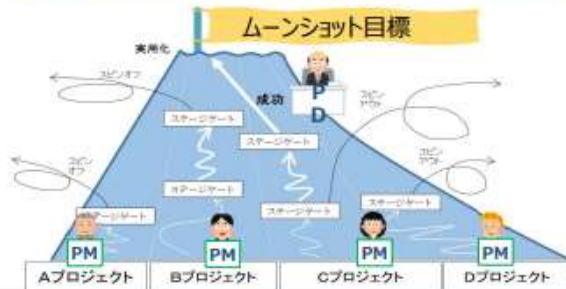 ムーンショット目標
実用化
スピンオフ
成功
PD
スピンアウト
ステージゲート
ステージゲート
スピンオフ
スピンアウト
ステージゲート
ステージゲート
ステージゲート
ステージゲート
PM
PM
PM
PM
Aプロジェクト
Bプロジェクト
Cプロジェクト
Dプロジェクト